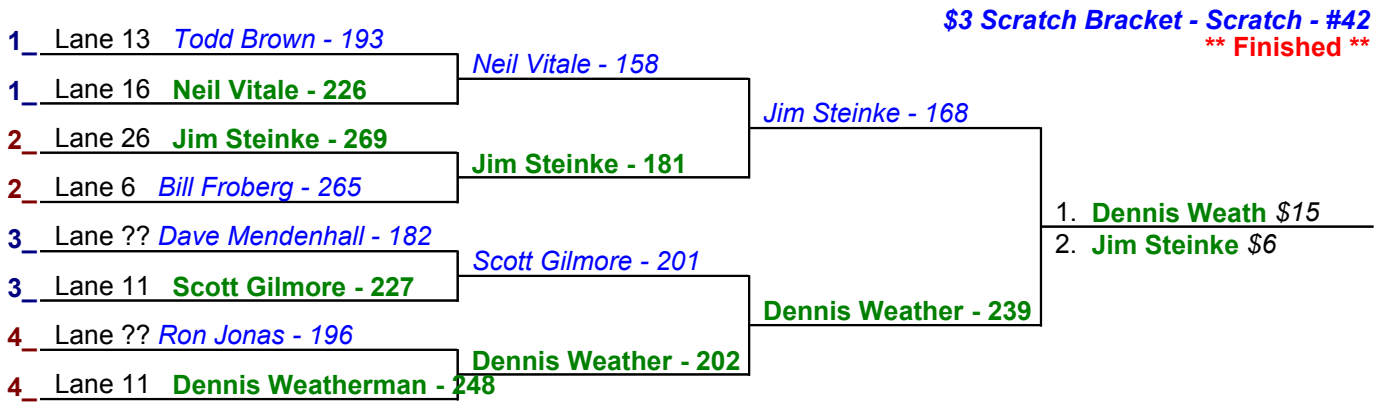 $3 Scratch Bracket - Scratch - #42
** Finished **
1_ Lane 13 Todd Brown - 193
Neil Vitale - 158
1_ Lane 16 Neil Vitale - 226
Jim Steinke - 168
2_ Lane 26 Jim Steinke - 269
Jim Steinke - 181
2_ Lane 6 Bill Froberg - 265
1. Dennis Weath $15
3_ Lane ?? Dave Mendenhall - 182
2. Jim Steinke $6
Scott Gilmore - 201
3_ Lane 11 Scott Gilmore - 227
Dennis Weather - 239
4_ Lane ?? Ron Jonas - 196
Dennis Weather - 202
4_ Lane 11 Dennis Weatherman - 248